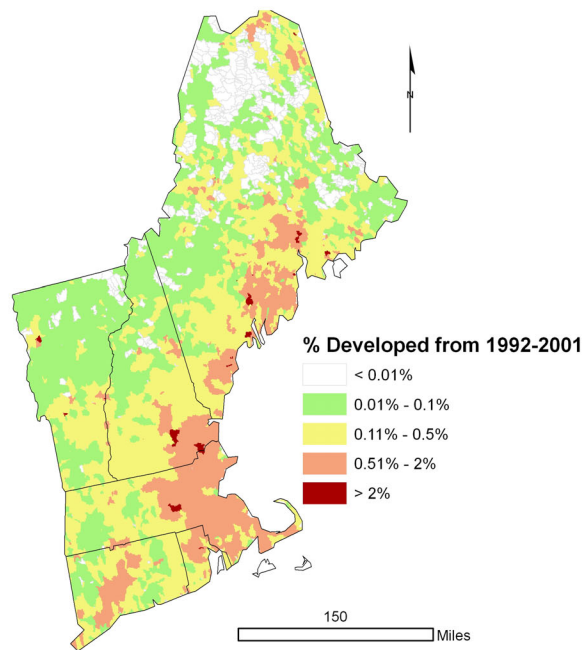 N
% Developed from 1992-2001
< 0.01%
0.01% - 0.1%
0.11% - 0.5%
0.51% - 2%
> 2%
150
Miles